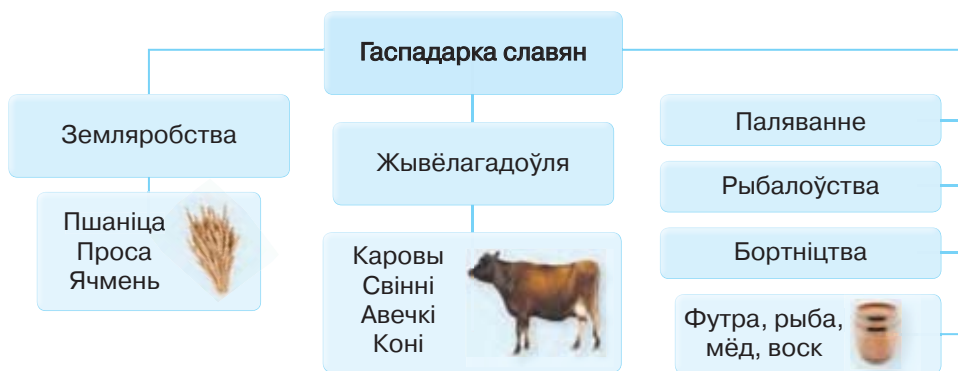 Гаспадарка славян
Земляробства
Пшаніца
Проса
Ячмень
Жывёлагадоўля
Каровы
Свінні
Авечкі
Коні
Паляванне
Рыбалоўства
Бортніцтва
Футра, рыба,
мёд, воск